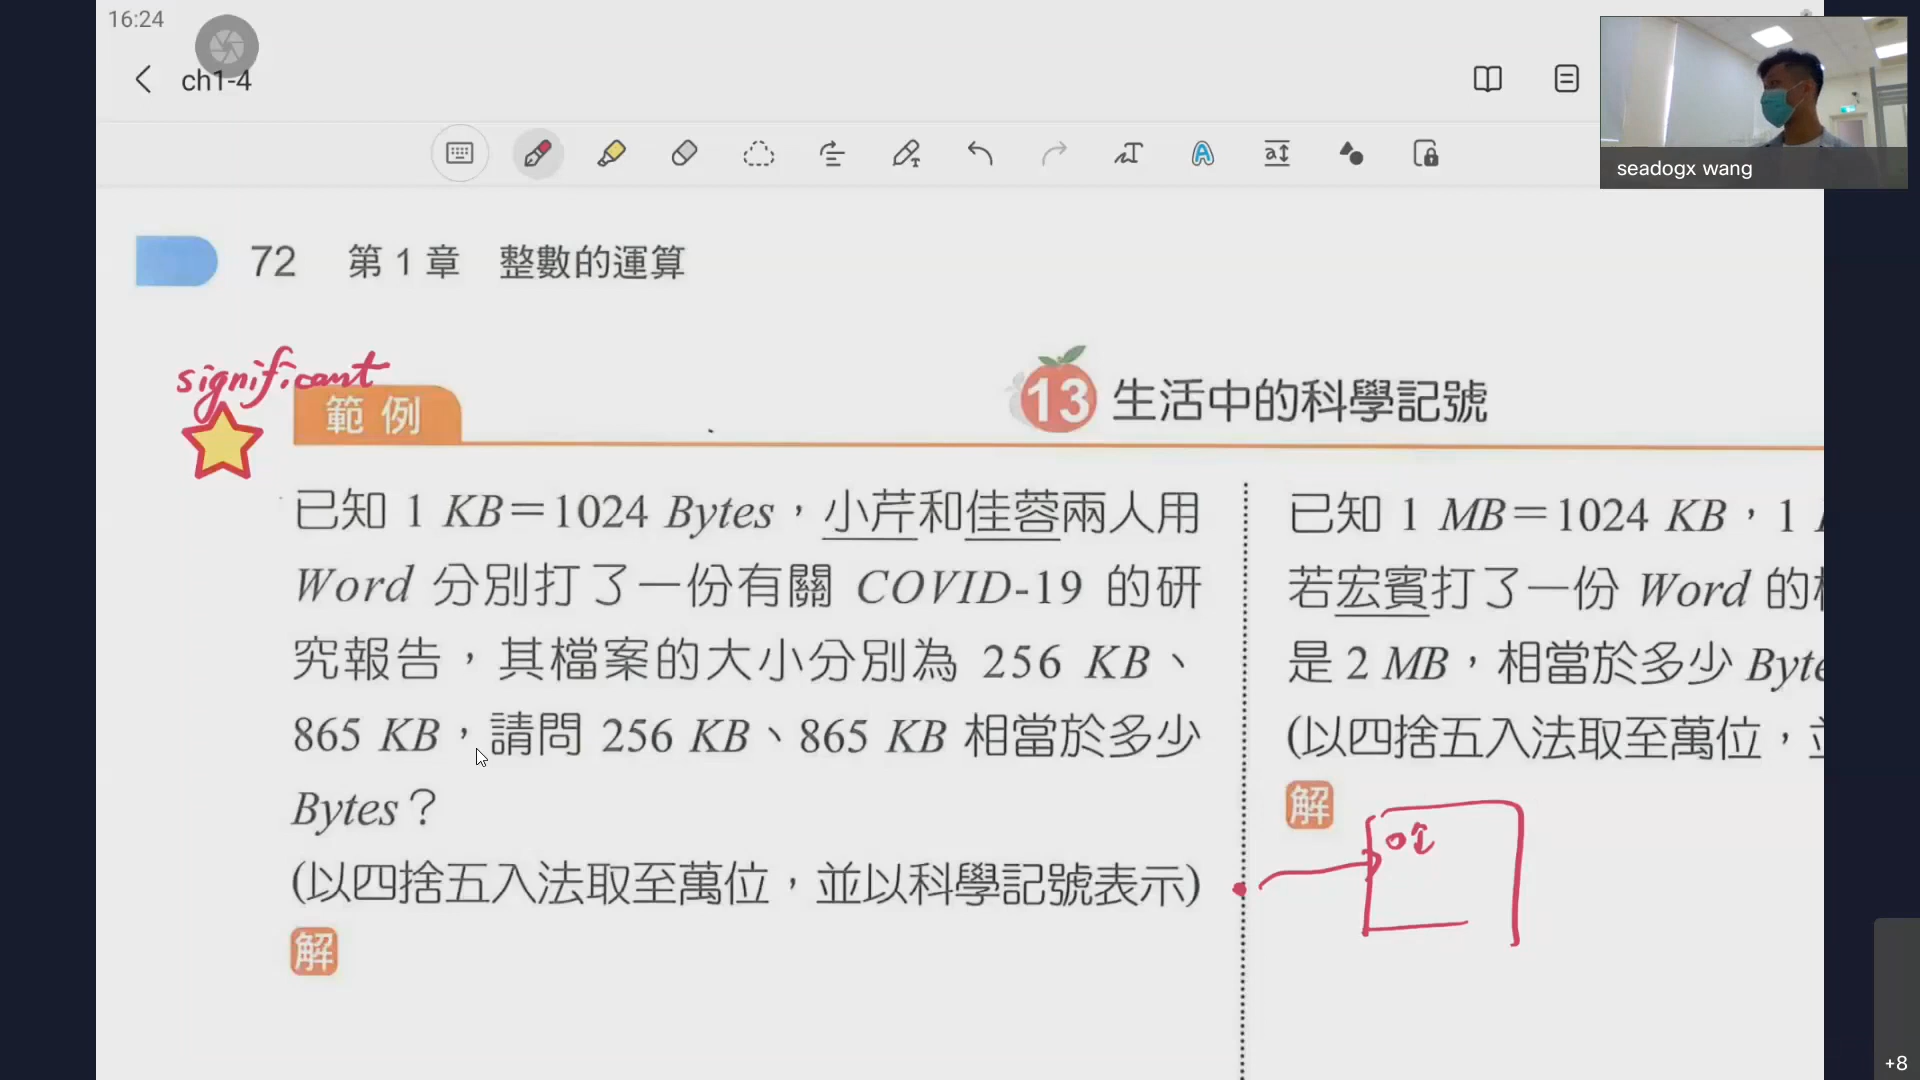 16:24
ch1-4
seadogx wang
72 第 1 章 整數的運算
significant
範例
13 生活中的科學記號
已知 1 KB=1024 Bytes，小芹和佳蓉兩人用
Word 分別打了一份有關 COVID-19 的研
究報告，其檔案的大小分別為 256 KB、
865 KB，請問 256 KB、865 KB 相當於多少
Bytes？
(以四捨五入法取至萬位，並以科學記號表示)
解
已知 1 MB=1024 KB，1
若宏賓打了一份 Word 的
是 2 MB，相當於多少 Byte
(以四捨五入法取至萬位，並
解
+8